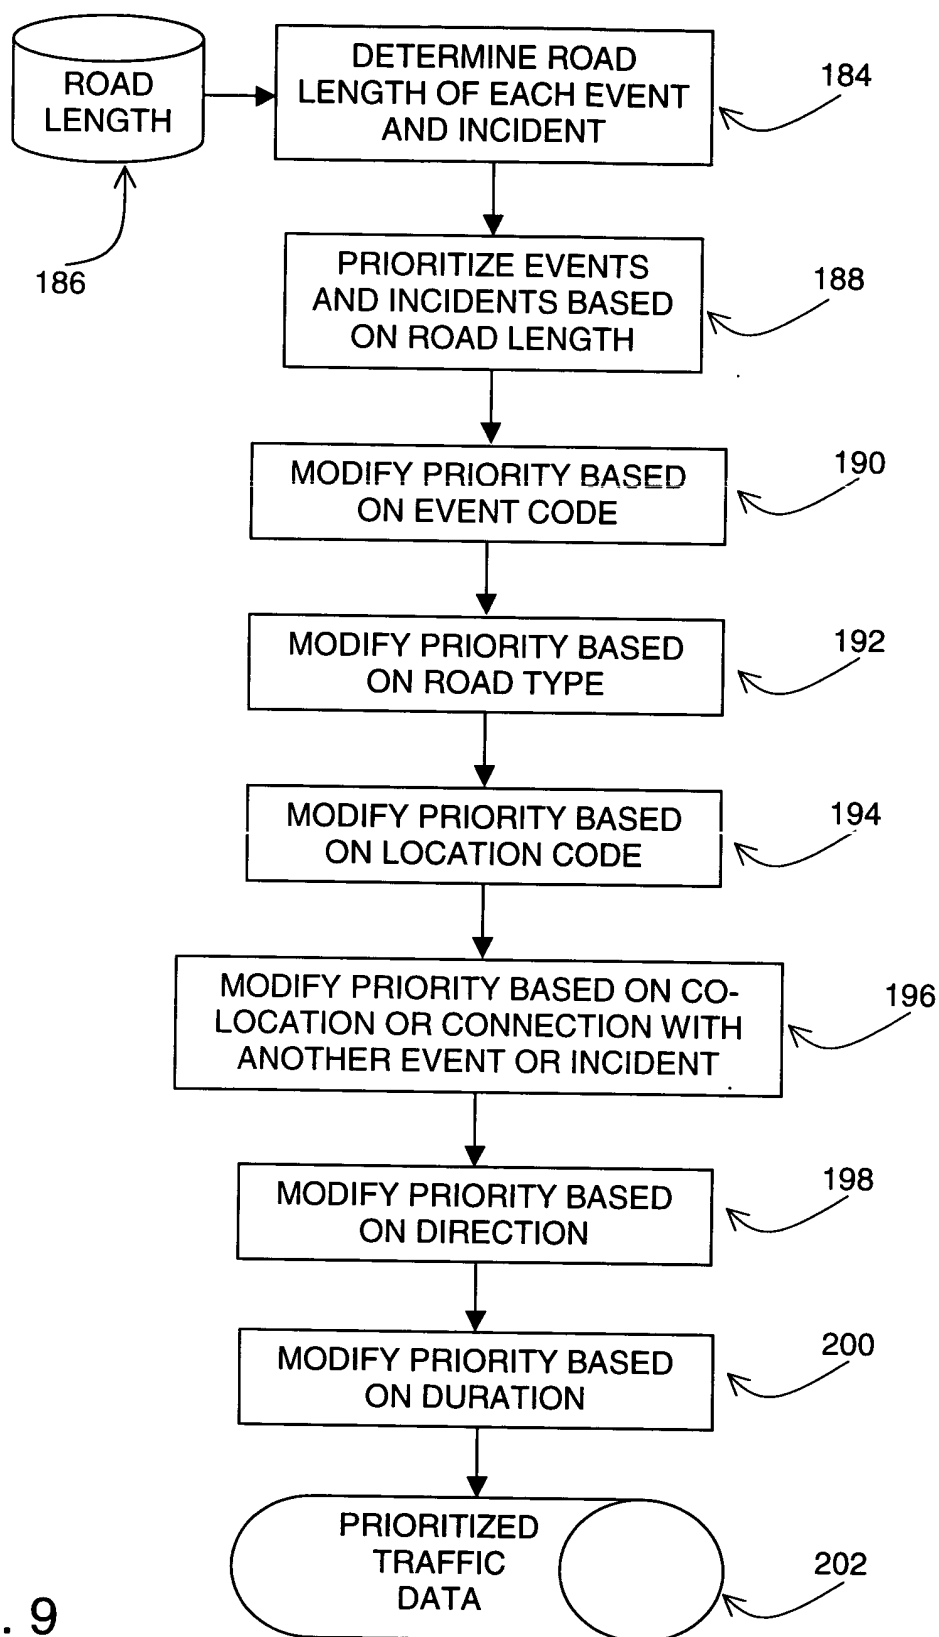 ROAD
LENGTH
DETERMINE ROAD
LENGTH OF EACH EVENT
AND INCIDENT
184
186
PRIORITIZE EVENTS
AND INCIDENTS BASED
ON ROAD LENGTH
188
MODIFY PRIORITY BASED
ON EVENT CODE
190
MODIFY PRIORITY BASED
ON ROAD TYPE
192
MODIFY PRIORITY BASED
ON LOCATION CODE
194
MODIFY PRIORITY BASED ON CO-
LOCATION OR CONNECTION WITH
ANOTHER EVENT OR INCIDENT
196
MODIFY PRIORITY BASED
ON DIRECTION
198
MODIFY PRIORITY BASED
ON DURATION
200
PRIORITIZED
TRAFFIC
DATA
202
. 9